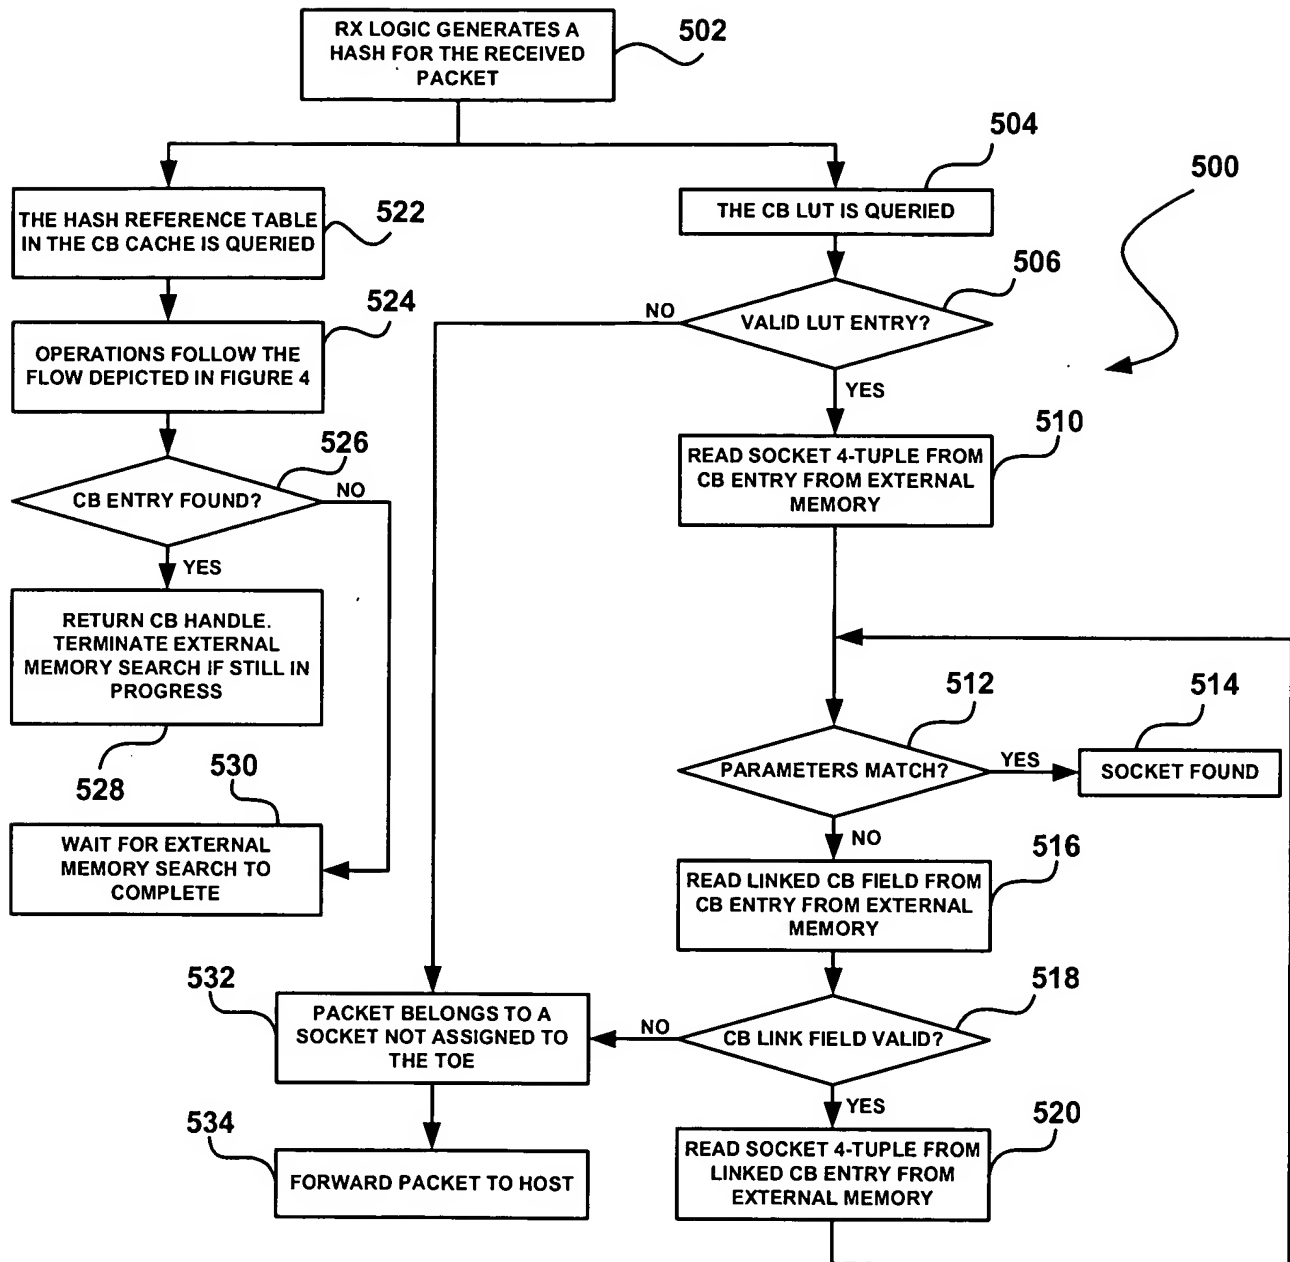 RX LOGIC GENERATES A
HASH FOR THE RECEIVED
PACKET
502
504
500
THE HASH REFERENCE TABLE
IN THE CB CACHE IS QUERIED
522
THE CB LUT IS QUERIED
506
NO
VALID LUT ENTRY?
524
OPERATIONS FOLLOW THE
FLOW DEPICTED IN FIGURE 4
YES
510
526
READ SOCKET 4-TUPLE FROM
CB ENTRY FROM EXTERNAL
MEMORY
CB ENTRY FOUND?
NO
YES
RETURN CB HANDLE.
TERMINATE EXTERNAL
MEMORY SEARCH IF STILL IN
PROGRESS
528
512
514
PARAMETERS MATCH?
YES
SOCKET FOUND
530
WAIT FOR EXTERNAL
MEMORY SEARCH TO
COMPLETE
NO
516
READ LINKED CB FIELD FROM
CB ENTRY FROM EXTERNAL
MEMORY
532
518
PACKET BELONGS TO A
SOCKET NOT ASSIGNED TO
THE TOE
NO
CB LINK FIELD VALID?
YES
520
534
FORWARD PACKET TO HOST
READ SOCKET 4-TUPLE FROM
LINKED CB ENTRY FROM
EXTERNAL MEMORY